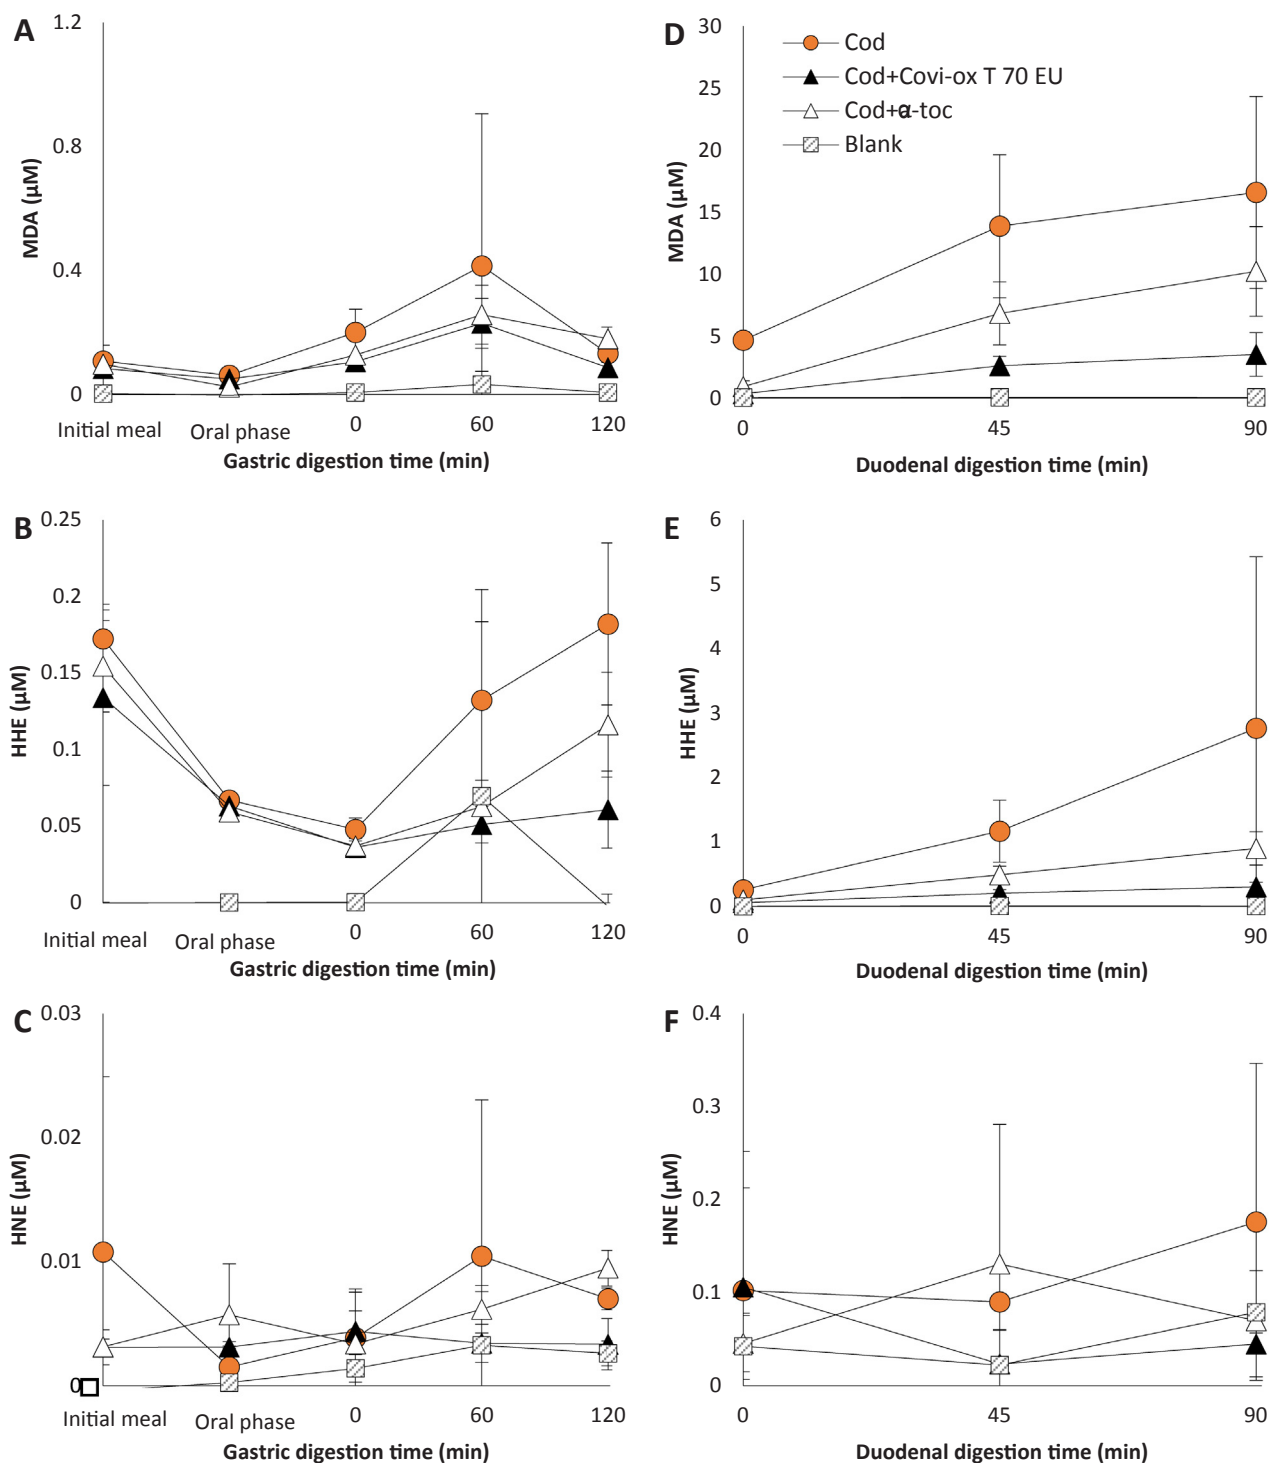 A
1.2
0.8
0.4
0
MDA (µM)
Initial meal
Oral phase
0
60
120
Gastric digestion time (min)
D
30
25
20
15
10
5
0
MDA (µM)
Cod
Cod+Covi-ox T 70 EU
Cod+α-toc
Blank
0
45
90
Duodenal digestion time (min)
B
0.25
0.2
0.15
0.1
0.05
0
HHE (µM)
Initial meal
Oral phase
0
60
120
Gastric digestion time (min)
E
6
5
4
3
2
1
0
HHE (µM)
0
45
90
Duodenal digestion time (min)
C
0.03
0.02
0.01
0
HNE (µM)
Initial meal
Oral phase
0
60
120
Gastric digestion time (min)
F
0.4
0.3
0.2
0.1
0
HNE (µM)
0
45
90
Duodenal digestion time (min)